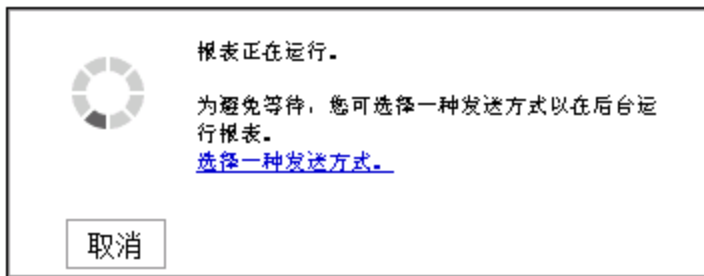 报表正在运行。
为避免等待，您可选择一种发送方式以在后台运
行报表。
选择一种发送方式。
取消